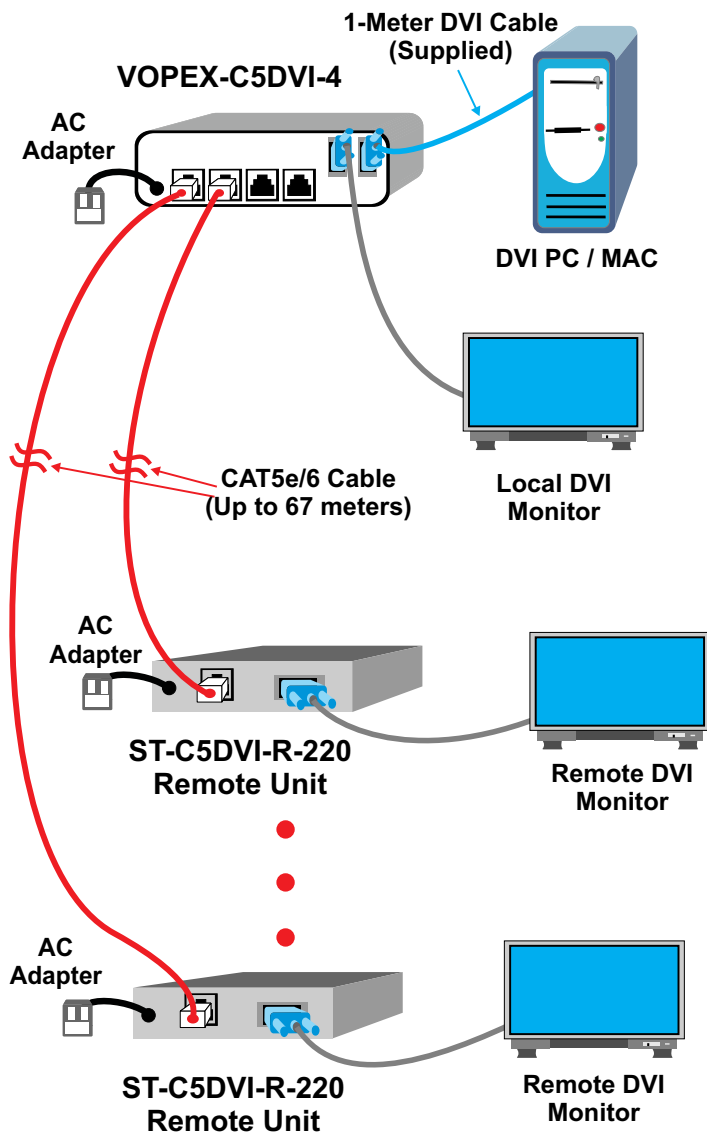 1-Meter DVI Cable
(Supplied)
VOPEX-C5DVI-4
AC
Adapter
DVI PC / MAC
CAT5e/6 Cable
(Up to 67 meters)
Local DVI
Monitor
AC
Adapter
ST-C5DVI-R-220
Remote Unit
Remote DVI
Monitor
AC
Adapter
ST-C5DVI-R-220
Remote Unit
Remote DVI
Monitor